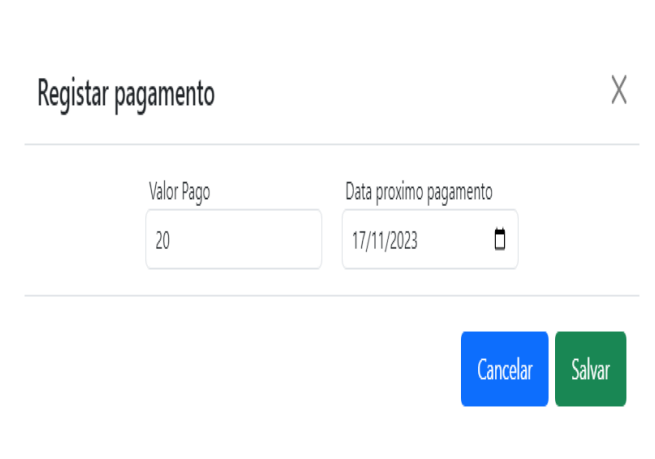 Registar pagamento
Valor Pago Data proximo pagamento
20 17/11/2023
Cancelar Salvar